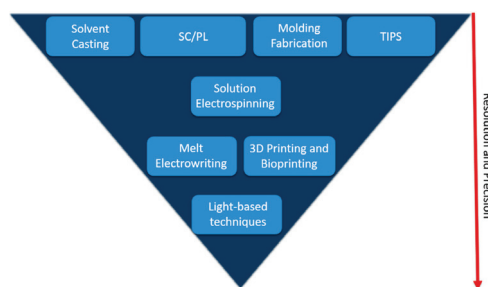 Solvent
Casting
SC/PL
Molding
Fabrication
TIPS
Solution
Electrospinning
Melt
Electrowriting
3D Printing and
Bioprinting
Light-based
techniques
Resolution and Precision